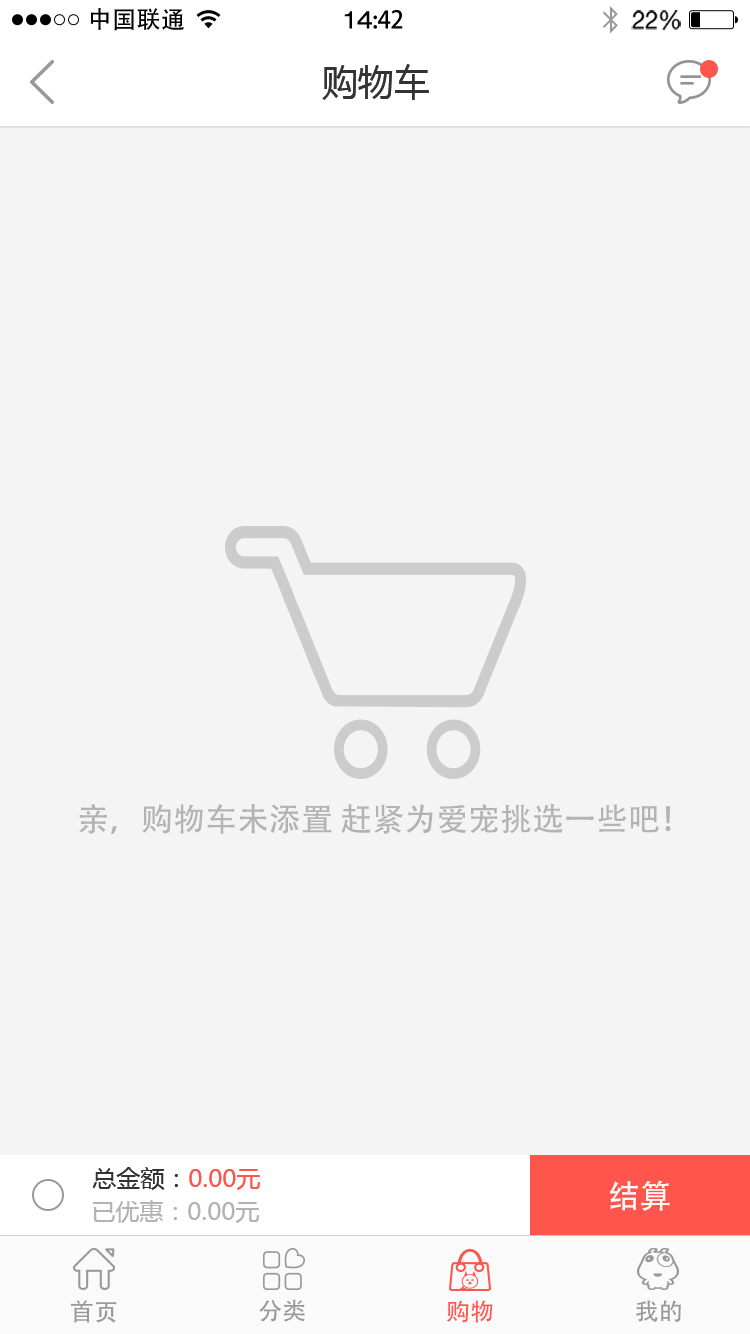 中国联通 14:42 22%
购物车
亲，购物车未添置 赶紧为爱宠挑选一些吧！
总金额：0.00元
已优惠：0.00元
结算
首页 分类 购物 我的